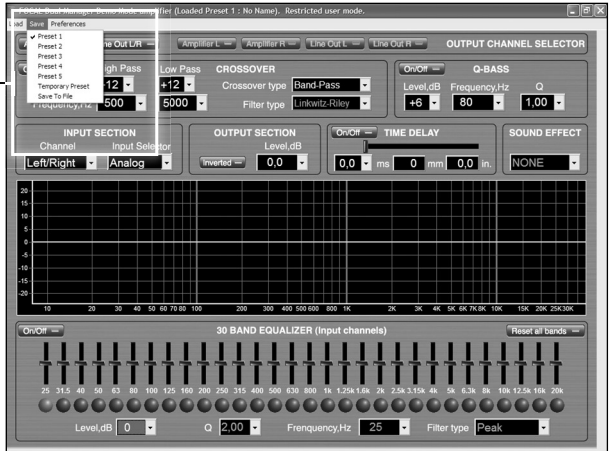 FOCAL Dual Manager Demo Mode amplifier (Loaded Preset 1 : No Name). Restricted user mode.
Load Save Preferences
Preset 1
Preset 2
Preset 3
Preset 4
Preset 5
Temporary Preset
Save To File
Line Out L/R
Amplifier L
Amplifier R
Line Out L
Line Out R
OUTPUT CHANNEL SELECTOR
High Pass Low Pass CROSSOVER
+12 +12 Crossover type Band-Pass
Frequency,Hz 500 5000 Filter type Linkwitz-Riley
On/Off Q-BASS
Level,dB Frequency,Hz Q
+6 80 1,00
INPUT SECTION
Channel Input Selector
Left/Right Analog
OUTPUT SECTION
Level,dB
Inverted 0,0
On/Off TIME DELAY
0,0 ms 0 mm 0,0 in.
SOUND EFFECT
NONE
20
15
10
5
0
-5
-10
-15
-20
10 20 30 40 50 60 70 80 100 200 300 400 500 600 800 1K 2K 3K 4K 5K 6K 7K 8K 10K 15K 20K 25K 30K
On/Off 30 BAND EQUALIZER (Input channels) Reset all bands
25 31.5 40 50 63 80 100 125 160 200 250 315 400 500 630 800 1k 1.25k 1.6k 2k 2.5k 3.15k 4k 5k 6.3k 8k 10k 12.5k 16k 20k
Level,dB 0 Q 2,00 Frenquency,Hz 25 Filter type Peak